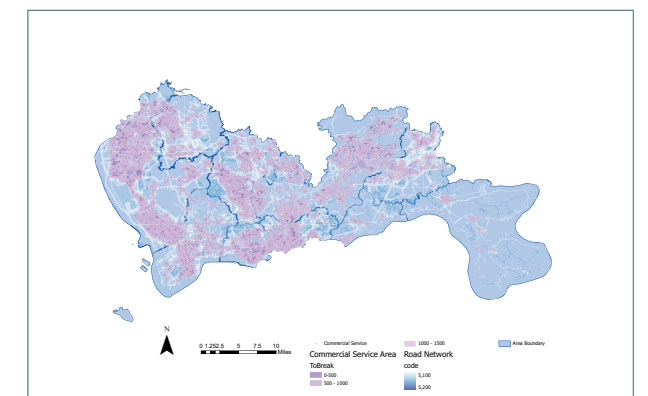 N
0 1.252.5 5 7.5 10
Miles
Commercial Service
Commercial Service Area
ToBreak
0-500
500 - 1000
1000 - 1500
Road Network
code
5,100
5,200
Area Boundary